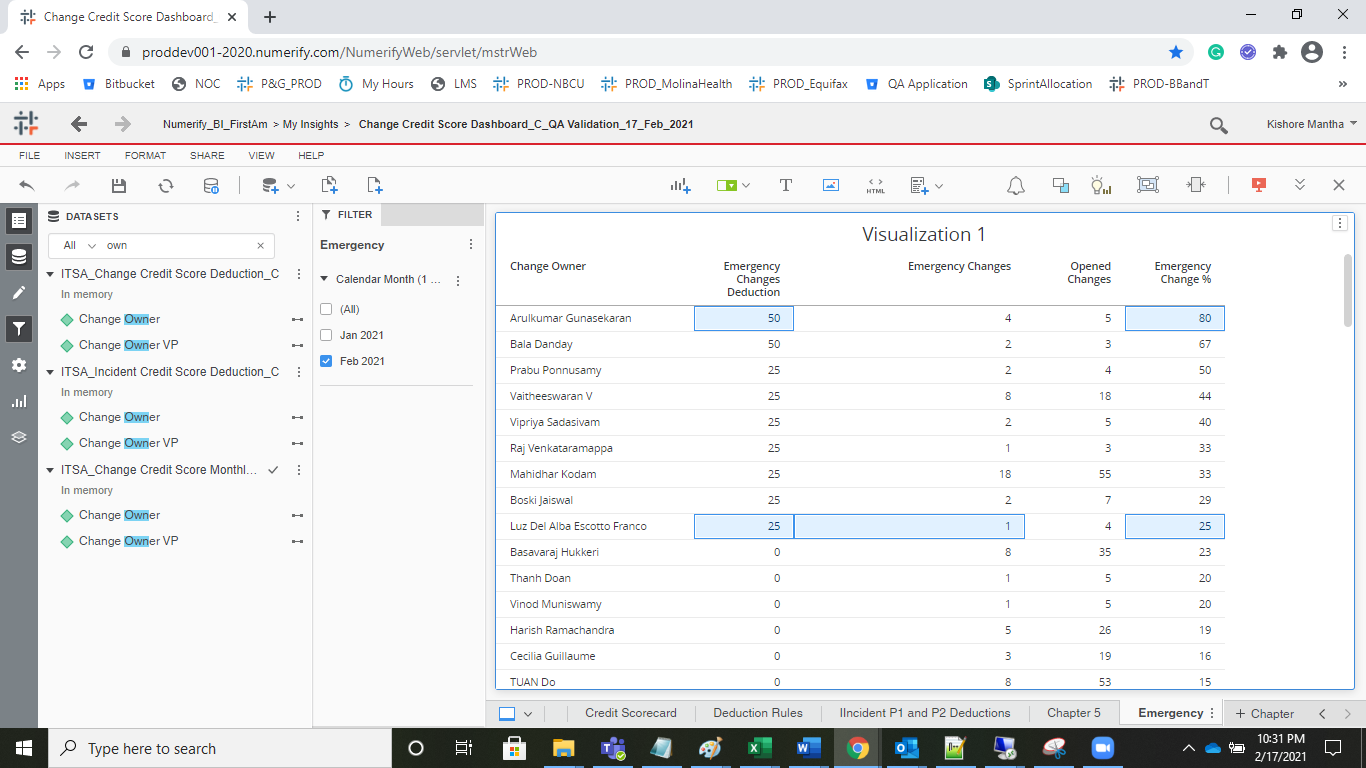 Change Credit Score Dashboard_
proddev001-2020.numerify.com/NumerifyWeb/servlet/mstrWeb
Apps Bitbucket NOC P&G_PROD My Hours LMS PROD-NBCU PROD_MolinaHealth PROD_Equifax QA Application SprintAllocation PROD-BBandT »
Numerify_BI_FirstAm > My Insights > Change Credit Score Dashboard_C_QA Validation_17_Feb_2021 Kishore Mantha
FILE INSERT FORMAT SHARE VIEW HELP
T HTML
DATASETS
All own
ITSA_Change Credit Score Deduction_C
In memory
Change Owner
Change Owner VP
ITSA_Incident Credit Score Deduction_C
In memory
Change Owner
Change Owner VP
ITSA_Change Credit Score Monthl...
In memory
Change Owner
Change Owner VP
FILTER
Emergency
Calendar Month (1 ...
(All)
Jan 2021
Feb 2021
Visualization 1
Change Owner Emergency Changes Deduction Emergency Changes Opened Changes Emergency Change %
Arulkumar Gunasekaran 50 4 5 80
Bala Danday 50 2 3 67
Prabu Ponnusamy 25 2 4 50
Vaitheeswaran V 25 8 18 44
Vipriya Sadasivam 25 2 5 40
Raj Venkataramappa 25 1 3 33
Mahidhar Kodam 25 18 55 33
Boski Jaiswal 25 2 7 29
Luz Del Alba Escotto Franco 25 1 4 25
Basavaraj Hukkeri 0 8 35 23
Thanh Doan 0 1 5 20
Vinod Muniswamy 0 1 5 20
Harish Ramachandra 0 5 26 19
Cecilia Guillaume 0 3 19 16
TUAN Do 0 8 53 15
Credit Scorecard Deduction Rules IIncident P1 and P2 Deductions Chapter 5 Emergency + Chapter
Type here to search
10:31 PM
2/17/2021